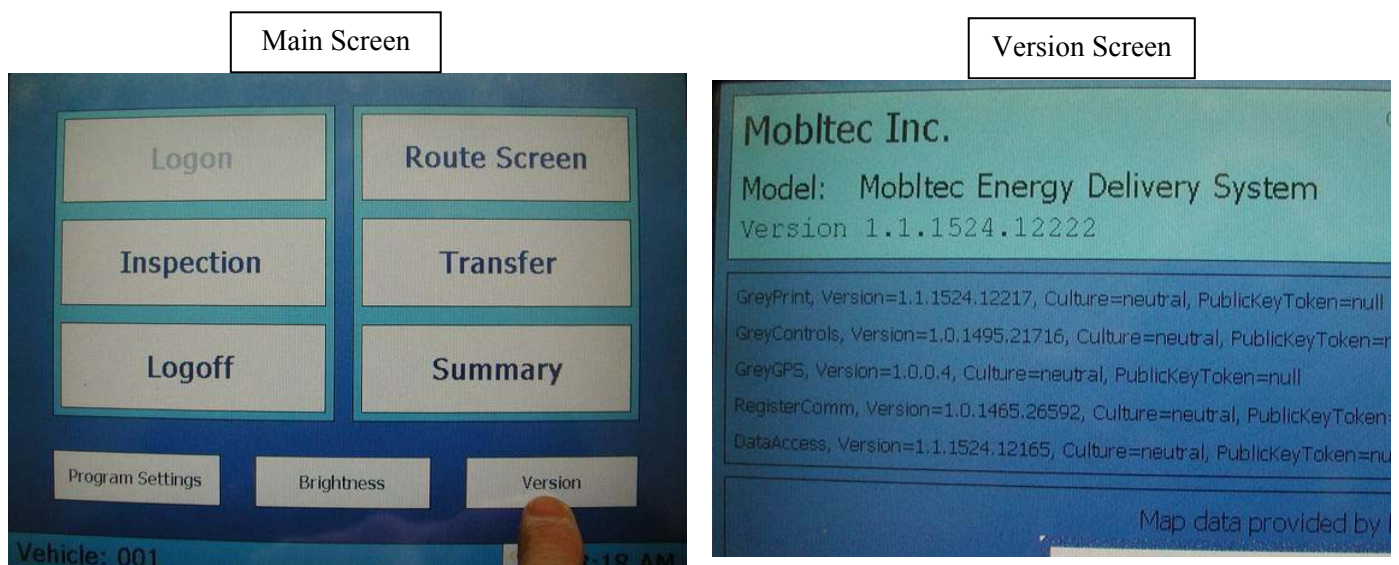 Main Screen
Logon
Route Screen
Inspection
Transfer
Logoff
Summary
Program Settings
Brightness
Version
Vehicle: 001
:18 AM
Version Screen
Mobltec Inc.
Model: Mobltec Energy Delivery System
Version 1.1.1524.12222
GreyPrint, Version=1.1.1524.12217, Culture=neutral, PublicKeyToken=null
GreyControls, Version=1.0.1495.21716, Culture=neutral, PublicKeyToken=
GreyGPS, Version=1.0.0.4, Culture=neutral, PublicKeyToken=null
RegisterComm, Version=1.0.1465.26592, Culture=neutral, PublicKeyToken=
DataAccess, Version=1.1.1524.12165, Culture=neutral, PublicKeyToken=nu
Map data provided by